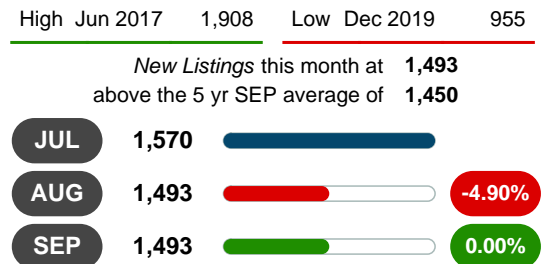 High Jun 2017 1,908 Low Dec 2019 955
New Listings this month at 1,493
above the 5 yr SEP average of 1,450
JUL 1,570
AUG 1,493 -4.90%
SEP 1,493 0.00%